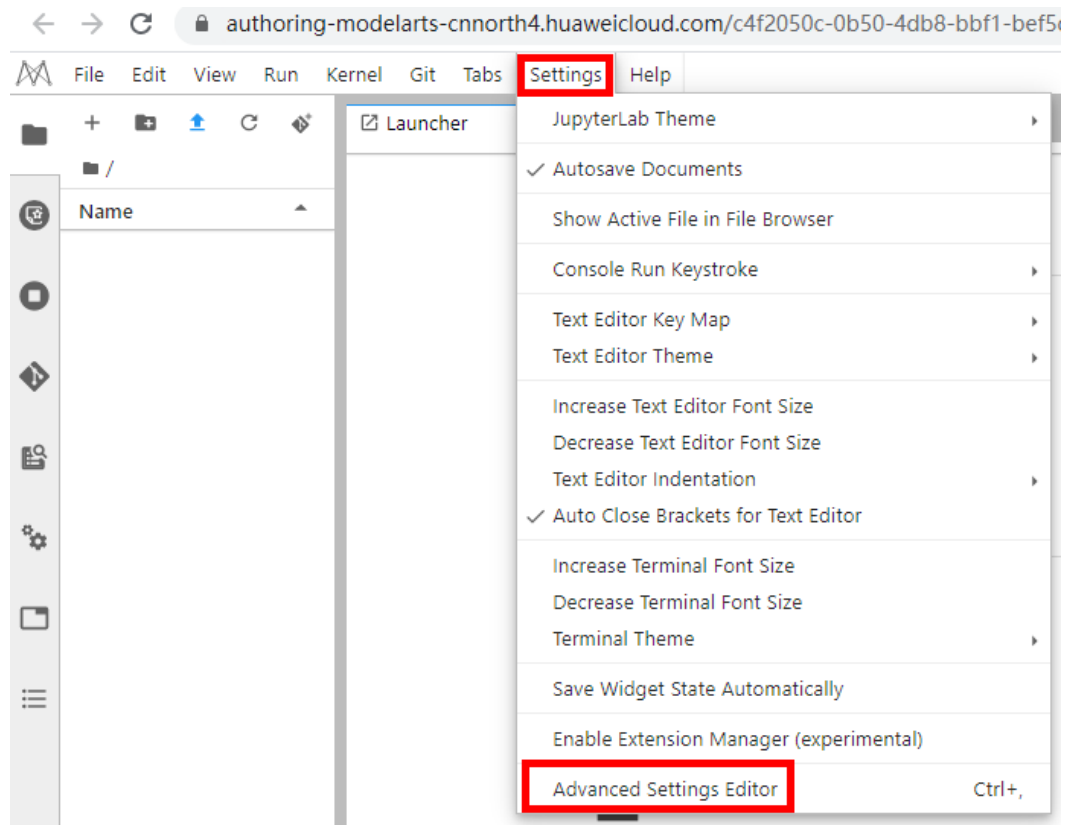 authoring-modelarts-cnnorth4.huaweicloud.com/c4f2050c-0b50-4db8-bbf1-bef5
File Edit View Run Kernel Git Tabs Settings Help
Launcher
/
Name
JupyterLab Theme
Autosave Documents
Show Active File in File Browser
Console Run Keystroke
Text Editor Key Map
Text Editor Theme
Increase Text Editor Font Size
Decrease Text Editor Font Size
Text Editor Indentation
Auto Close Brackets for Text Editor
Increase Terminal Font Size
Decrease Terminal Font Size
Terminal Theme
Save Widget State Automatically
Enable Extension Manager (experimental)
Advanced Settings Editor Ctrl+,